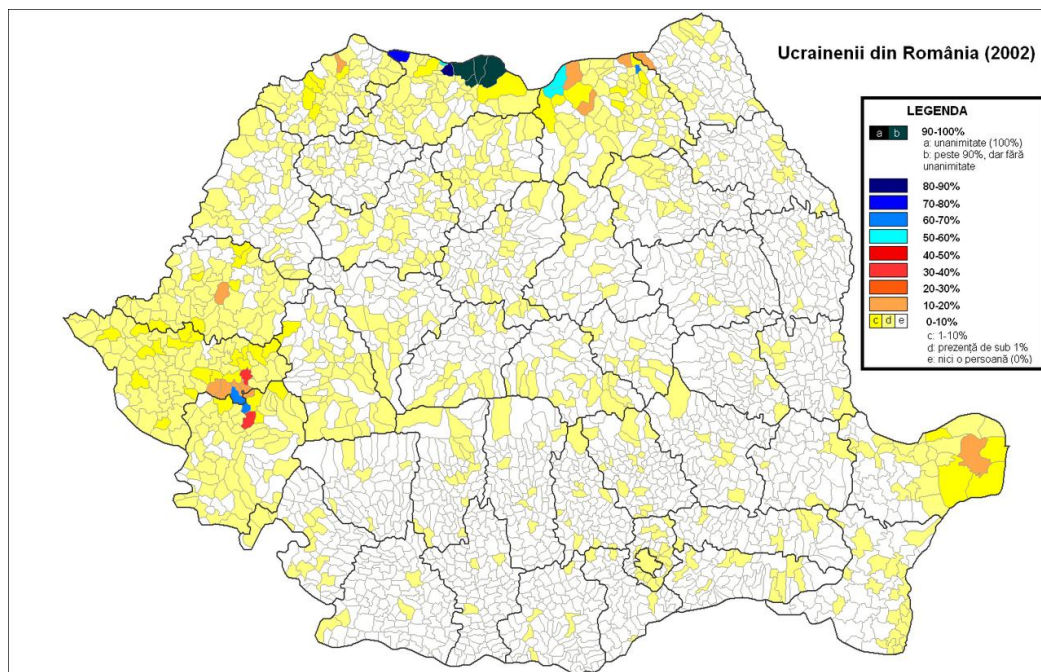 Ucrainenii din România (2002)
LEGENDA
a b 90-100%
a: unanimitate (100%)
b: peste 90%, dar fără
unanimitate
80-90%
70-80%
60-70%
50-60%
40-50%
30-40%
20-30%
10-20%
c d e 0-10%
c: 1-10%
d: prezență de sub 1%
e: nici o persoană (0%)